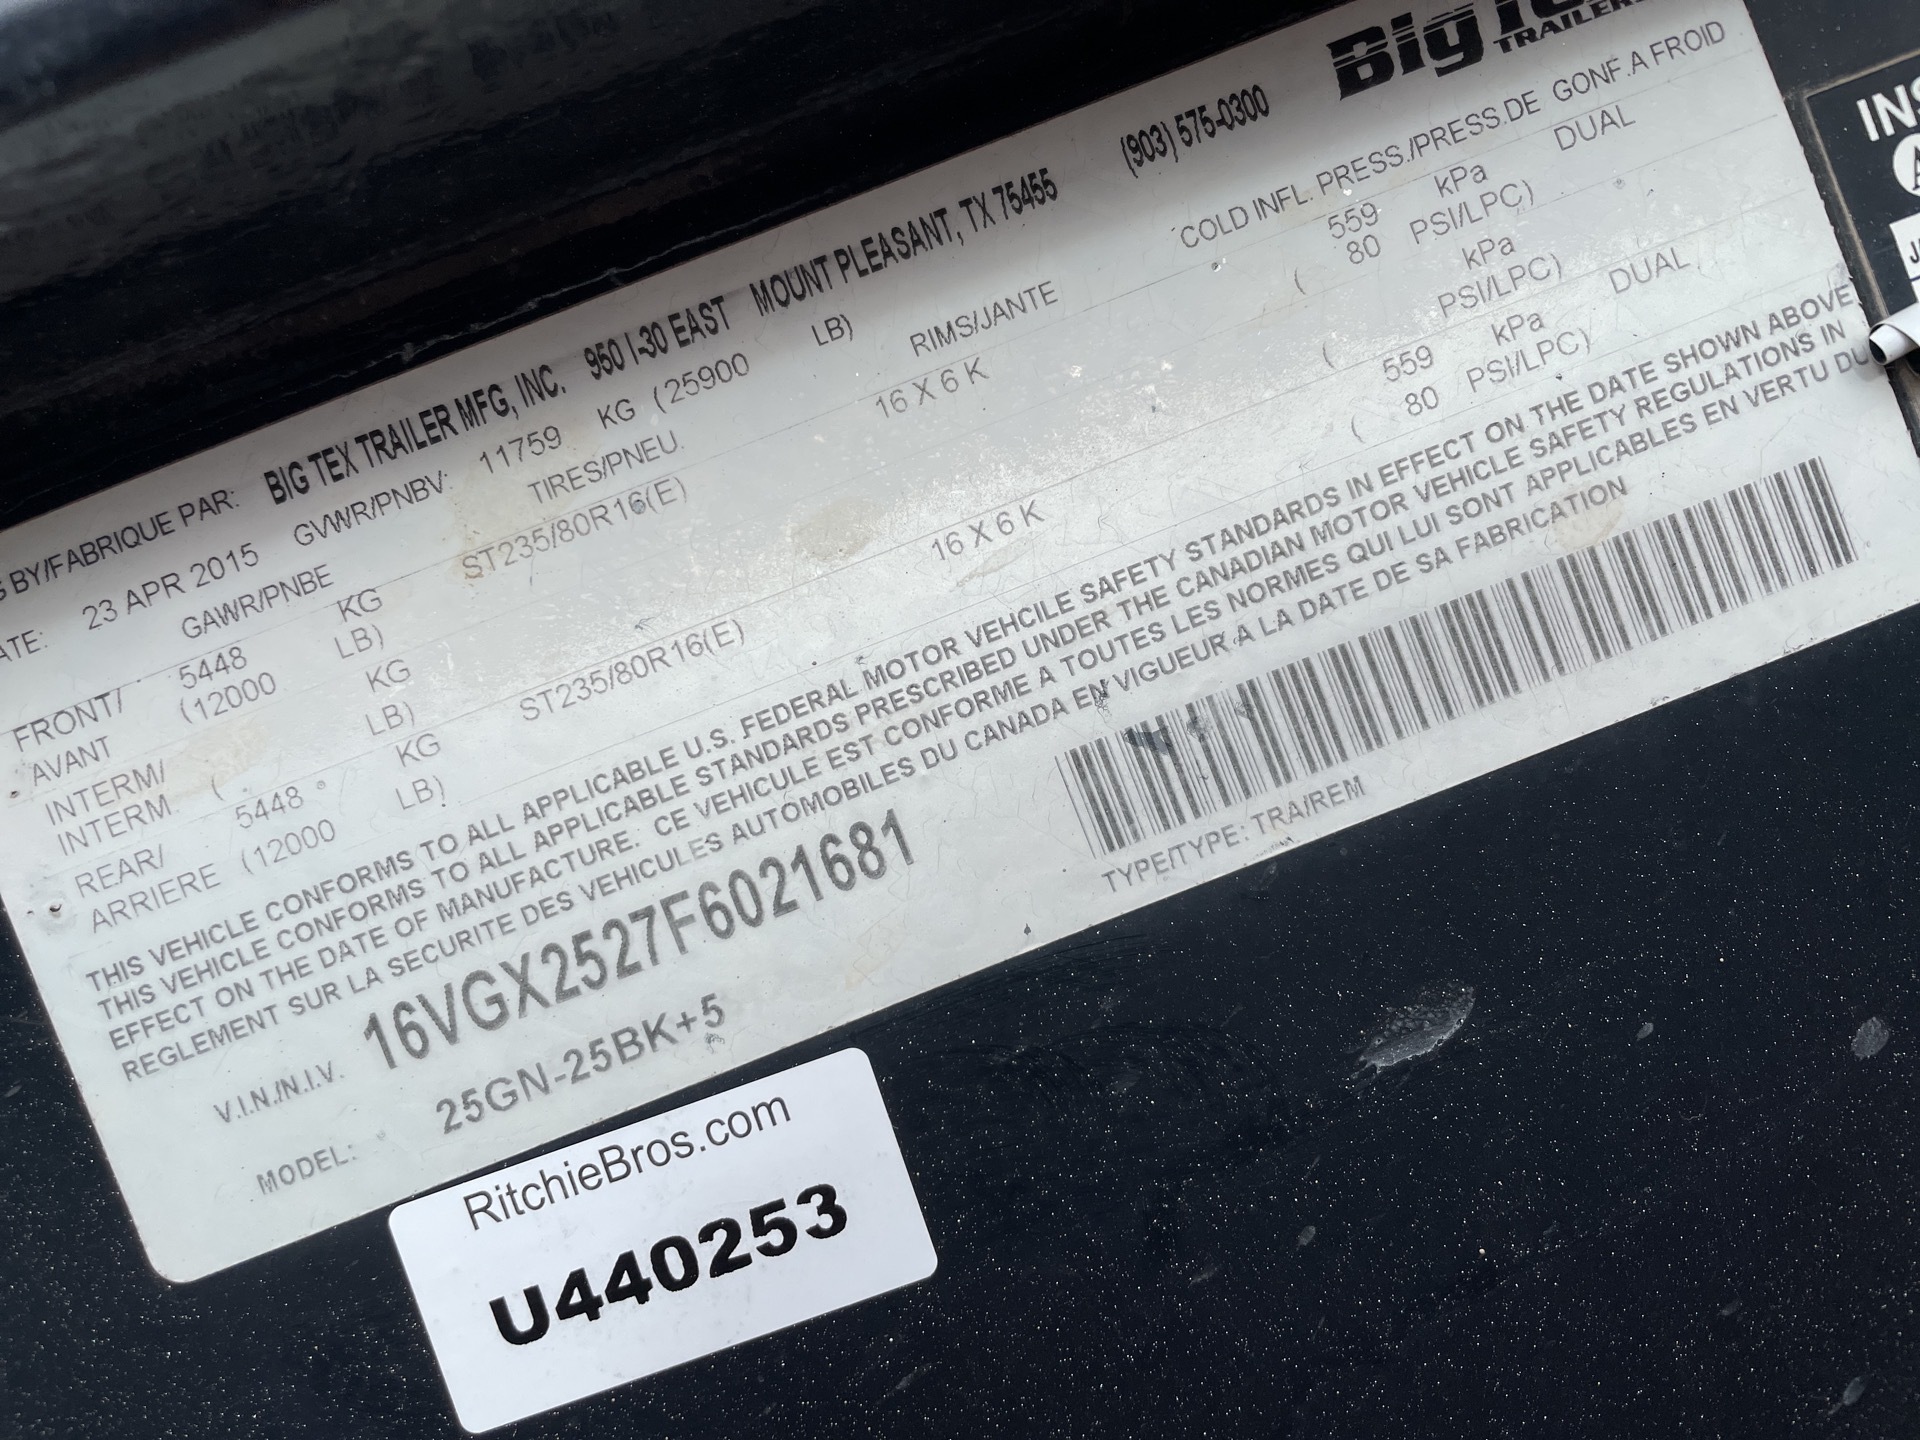 Big
TRAILERS
BY/FABRIQUE PAR: BIG TEX TRAILER MFG, INC. 950 I-30 EAST MOUNT PLEASANT, TX 75455 (903) 575-0300
23 APR 2015 GVWR/PNBV: 11759 KG (25900 LB)
GAWR/PNBE TIRES/PNEU. RIMS/JANTE COLD INFL. PRESS./PRESS.DE GONF.A FROID
FRONT/ 5448 KG ST235/80R16(E) 16 X 6 K 559 kPa DUAL
AVANT (12000 LB) ( 80 PSI/LPC)
INTERM/ KG kPa
INTERM. ( LB) ( PSI/LPC)
REAR/ 5448 KG ST235/80R16(E) 16 X 6 K 559 kPa DUAL
ARRIERE (12000 LB) ( 80 PSI/LPC)
THIS VEHICLE CONFORMS TO ALL APPLICABLE U.S. FEDERAL MOTOR VEHCILE SAFETY STANDARDS IN EFFECT ON THE DATE SHOWN ABOVE
THIS VEHICLE CONFORMS TO ALL APPLICABLE STANDARDS PRESCRIBED UNDER THE CANADIAN MOTOR VEHICLE SAFETY REGULATIONS IN
EFFECT ON THE DATE OF MANUFACTURE. CE VEHICULE EST CONFORME A TOUTES LES NORMES QUI LUI SONT APPLICABLES EN VERTU DU
REGLEMENT SUR LA SECURITE DES VEHICULES AUTOMOBILES DU CANADA EN VIGUEUR A LA DATE DE SA FABRICATION
V.I.N./N.I.V. 16VGX2527F6021681
TYPE/TYPE: TRA/REM
MODEL: 25GN-25BK+5
RitchieBros.com
U440253